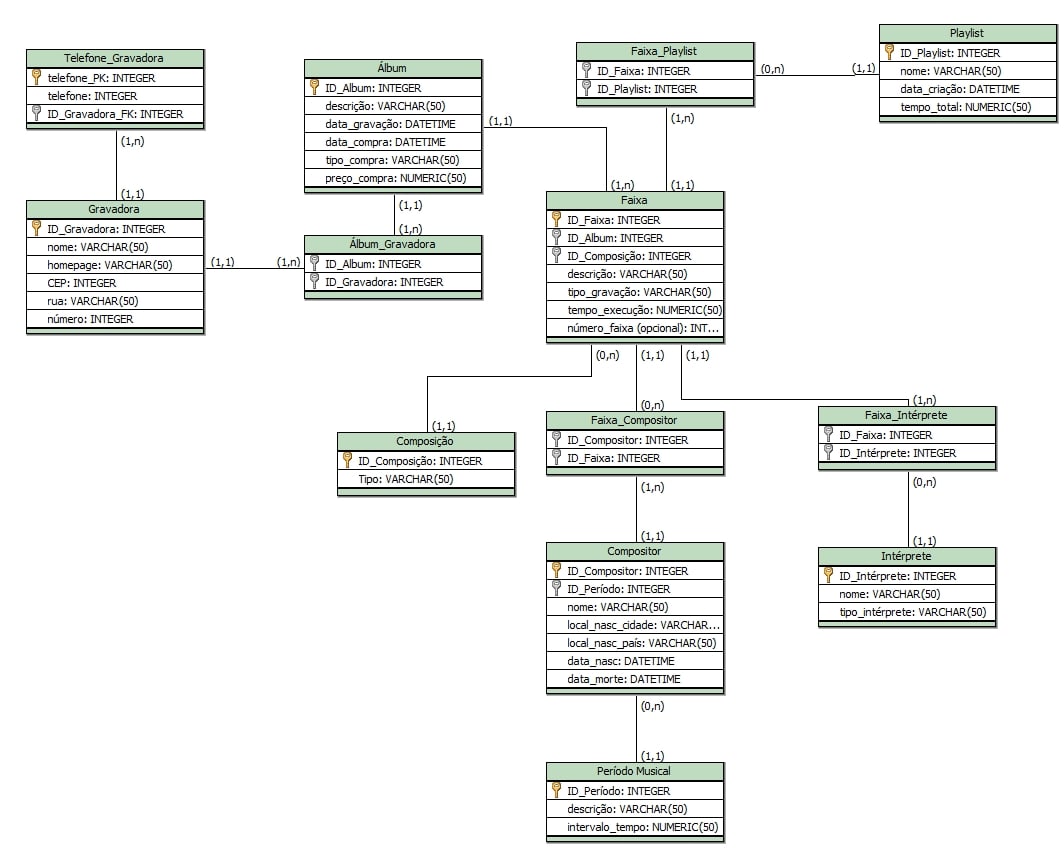 Telefone_Gravadora
telefone_PK: INTEGER
telefone: INTEGER
ID_Gravadora_FK: INTEGER
(1,n)
(1,1)
Gravadora
ID_Gravadora: INTEGER
nome: VARCHAR(50)
homepage: VARCHAR(50)
CEP: INTEGER
rua: VARCHAR(50)
número: INTEGER
(1,1)
(1,n)
Álbum
ID_Album: INTEGER
descrição: VARCHAR(50)
data_gravação: DATETIME
data_compra: DATETIME
tipo_compra: VARCHAR(50)
preço_compra: NUMERIC(50)
(1,1)
(1,n)
(1,1)
(1,n)
Álbum_Gravadora
ID_Album: INTEGER
ID_Gravadora: INTEGER
Faixa_Playlist
ID_Faixa: INTEGER
ID_Playlist: INTEGER
(0,n)
(1,1)
(1,n)
(1,1)
Playlist
ID_Playlist: INTEGER
nome: VARCHAR(50)
data_criação: DATETIME
tempo_total: NUMERIC(50)
Faixa
ID_Faixa: INTEGER
ID_Album: INTEGER
ID_Composição: INTEGER
descrição: VARCHAR(50)
tipo_gravação: VARCHAR(50)
tempo_execução: NUMERIC(50)
número_faixa (opcional): INT...
(0,n)
(1,1)
(1,1)
(1,1)
(0,n)
(1,n)
Composição
ID_Composição: INTEGER
Tipo: VARCHAR(50)
Faixa_Compositor
ID_Compositor: INTEGER
ID_Faixa: INTEGER
(1,n)
(1,1)
Faixa_Intérprete
ID_Faixa: INTEGER
ID_Intérprete: INTEGER
(0,n)
(1,1)
Compositor
ID_Compositor: INTEGER
ID_Período: INTEGER
nome: VARCHAR(50)
local_nasc_cidade: VARCHAR...
local_nasc_país: VARCHAR(50)
data_nasc: DATETIME
data_morte: DATETIME
(0,n)
(1,1)
Intérprete
ID_Intérprete: INTEGER
nome: VARCHAR(50)
tipo_intérprete: VARCHAR(50)
Período Musical
ID_Período: INTEGER
descrição: VARCHAR(50)
intervalo_tempo: NUMERIC(50)